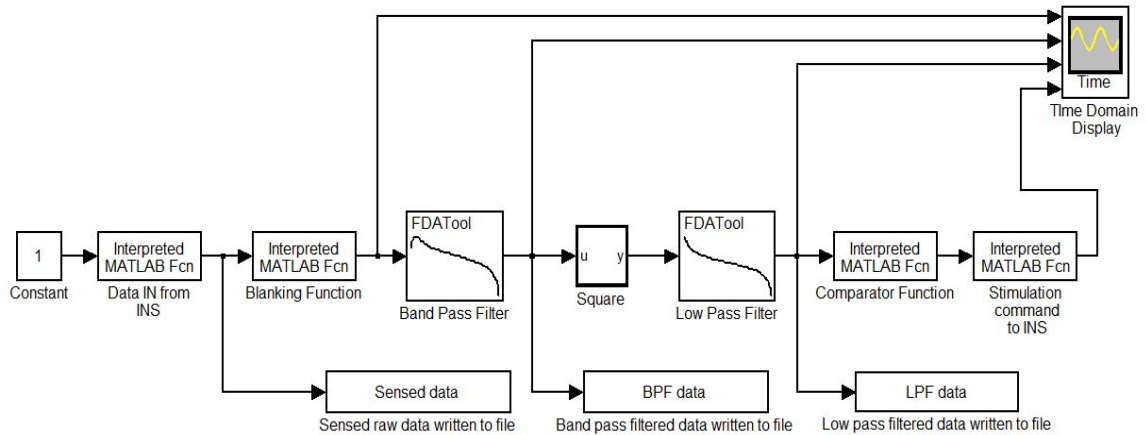 Time
TIme Domain
Display
FDATool
FDATool
1
Interpreted
MATLAB Fcn
Interpreted
MATLAB Fcn
u y
Interpreted
MATLAB Fcn
Interpreted
MATLAB Fcn
Constant
Data IN from
INS
Blanking Function
Band Pass Filter
Square
Low Pass Filter
Comparator Function
Stimulation
command
to INS
Sensed data
BPF data
LPF data
Sensed raw data written to file
Band pass filtered data written to file
Low pass filtered data written to file